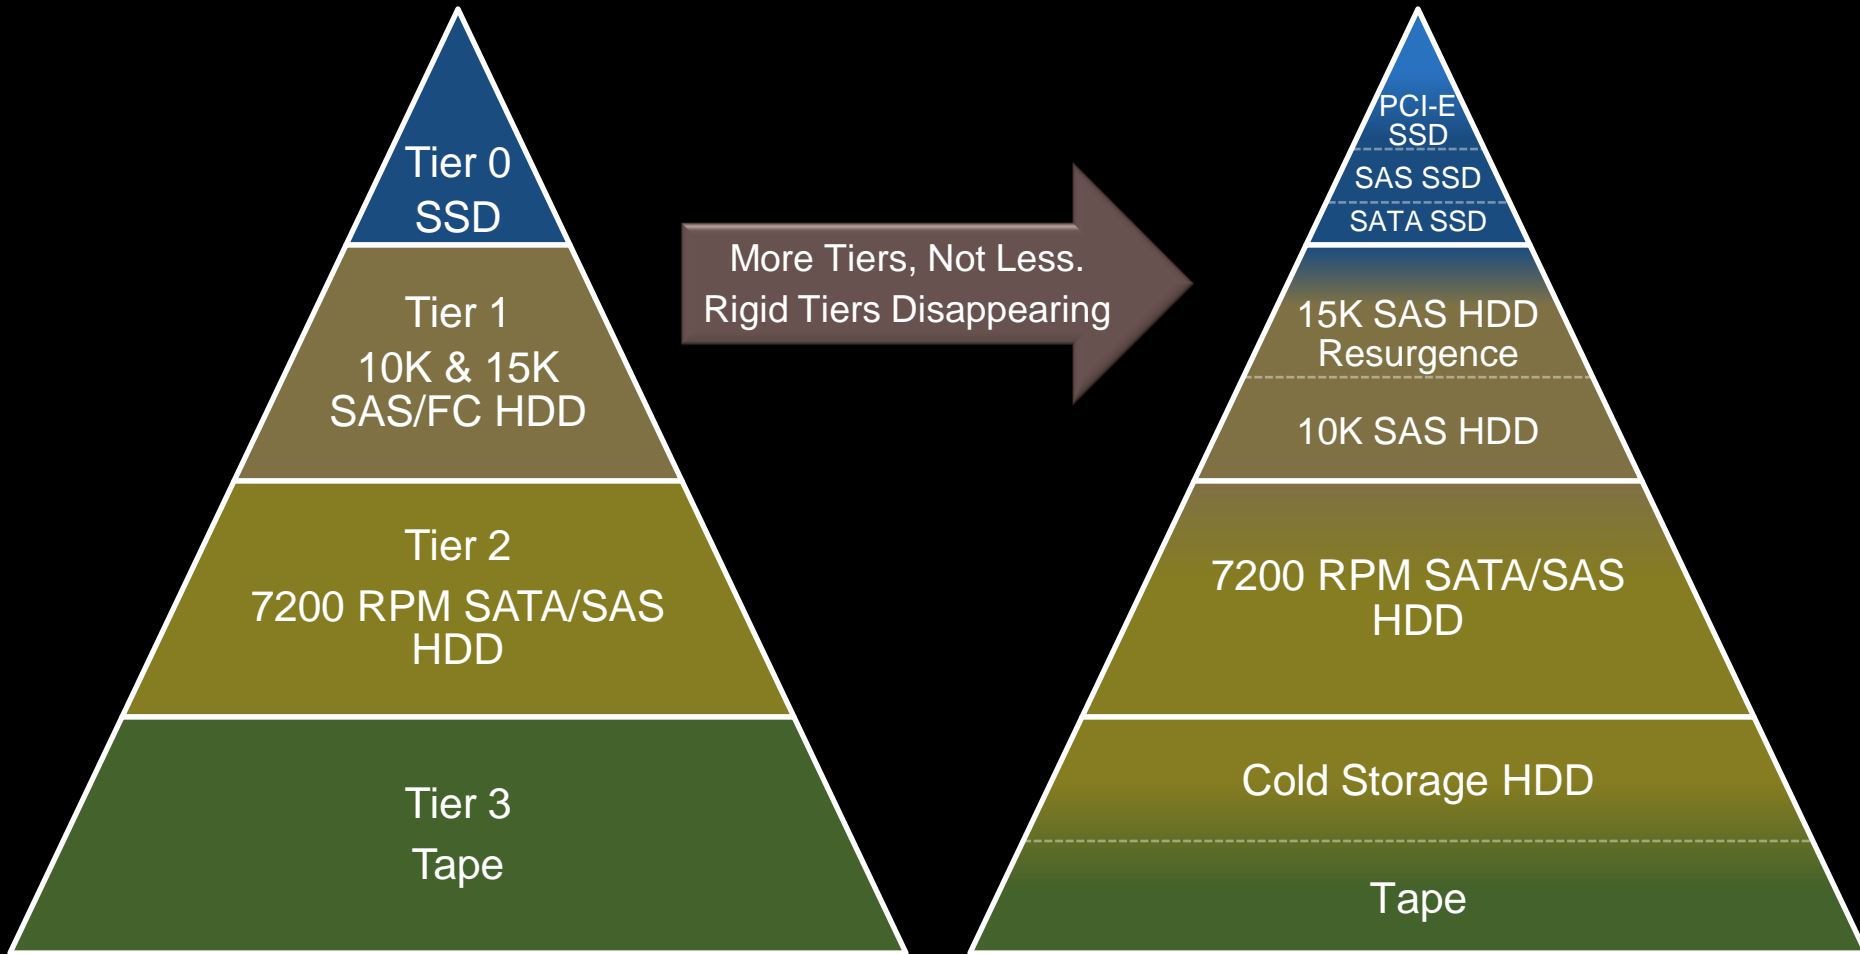 Tier 0
SSD
Tier 1
10K & 15K
SAS/FC HDD
Tier 2
7200 RPM SATA/SAS
HDD
Tier 3
Tape
More Tiers, Not Less.
Rigid Tiers Disappearing
PCI-E
SSD
SAS SSD
SATA SSD
15K SAS HDD
Resurgence
10K SAS HDD
7200 RPM SATA/SAS
HDD
Cold Storage HDD
Tape